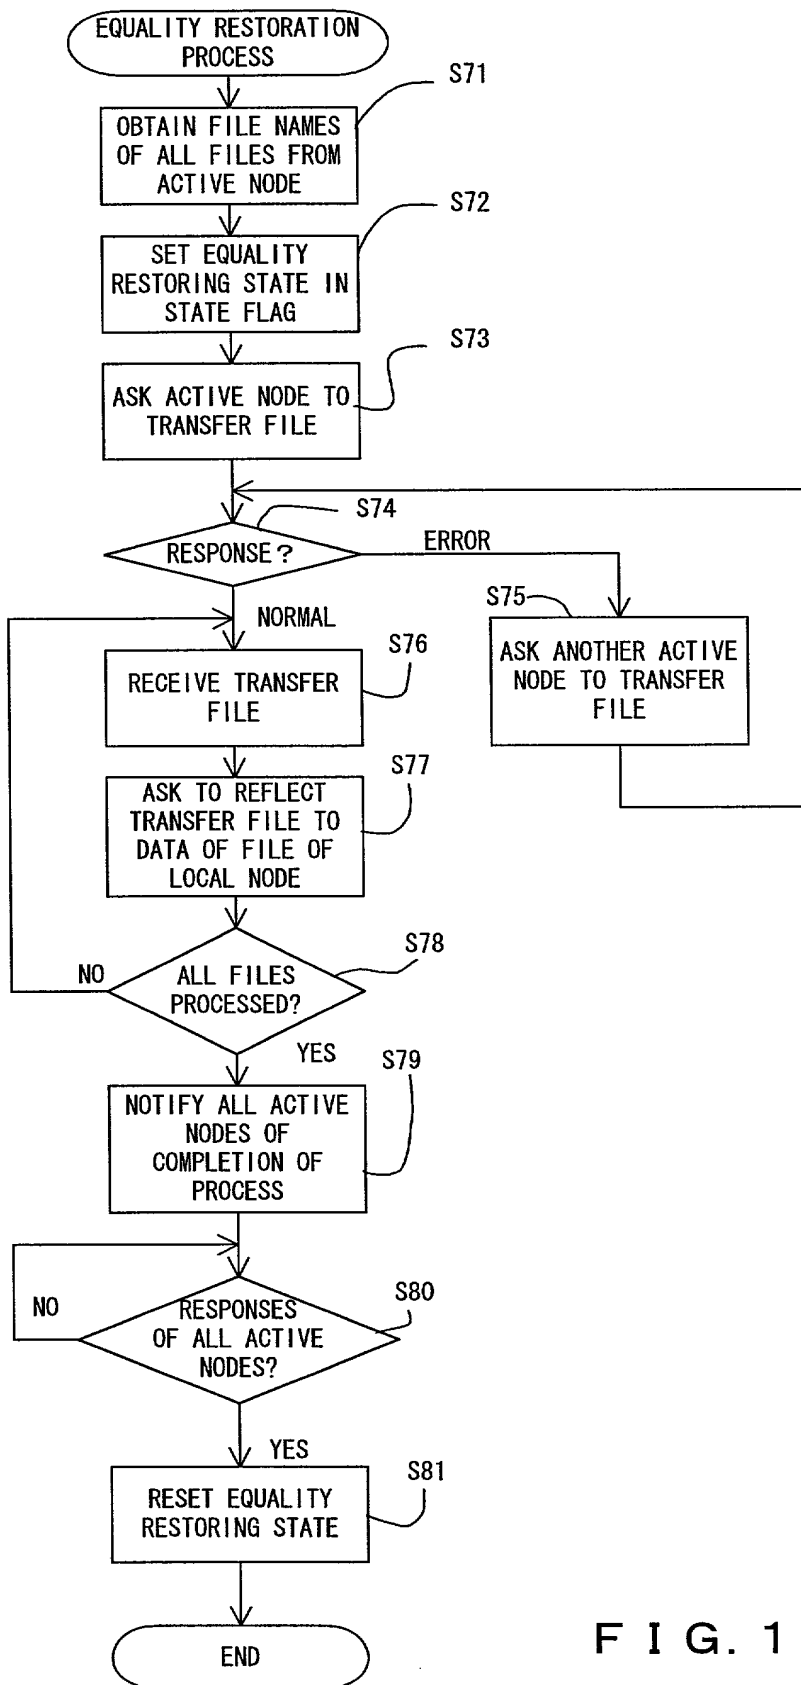 EQUALITY RESTORATION
PROCESS
S71
OBTAIN FILE NAMES
OF ALL FILES FROM
ACTIVE NODE
S72
SET EQUALITY
RESTORING STATE IN
STATE FLAG
S73
ASK ACTIVE NODE TO
TRANSFER FILE
S74
RESPONSE?
ERROR
S75
NORMAL
ASK ANOTHER ACTIVE
NODE TO TRANSFER
FILE
S76
RECEIVE TRANSFER
FILE
S77
ASK TO REFLECT
TRANSFER FILE TO
DATA OF FILE OF
LOCAL NODE
S78
NO
ALL FILES
PROCESSED?
YES
S79
NOTIFY ALL ACTIVE
NODES OF
COMPLETION OF
PROCESS
S80
NO
RESPONSES
OF ALL ACTIVE
NODES?
YES
S81
RESET EQUALITY
RESTORING STATE
END
FIG. 1